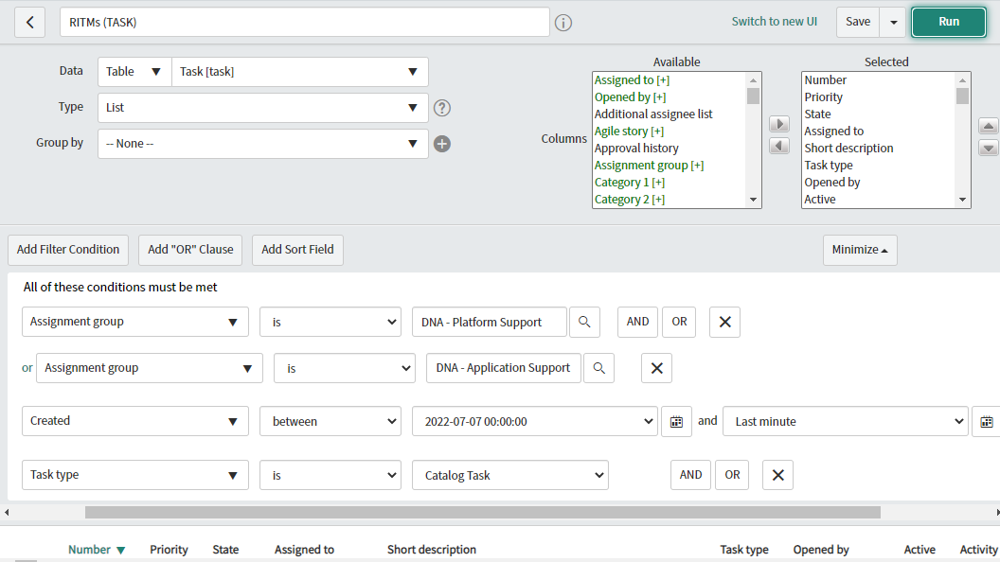 RITMs (TASK)
Switch to new UI
Save
Run
Data
Table
Task [task]
Type
List
Group by
-- None --
Columns
Available
Assigned to [+]
Opened by [+]
Additional assignee list
Agile story [+]
Approval history
Assignment group [+]
Category 1 [+]
Category 2 [+]
Selected
Number
Priority
State
Assigned to
Short description
Task type
Opened by
Active
Add Filter Condition
Add "OR" Clause
Add Sort Field
Minimize
All of these conditions must be met
Assignment group is DNA - Platform Support AND OR
or Assignment group is DNA - Application Support
Created between 2022-07-07 00:00:00 and Last minute
Task type is Catalog Task AND OR
Number Priority State Assigned to Short description Task type Opened by Active Activity